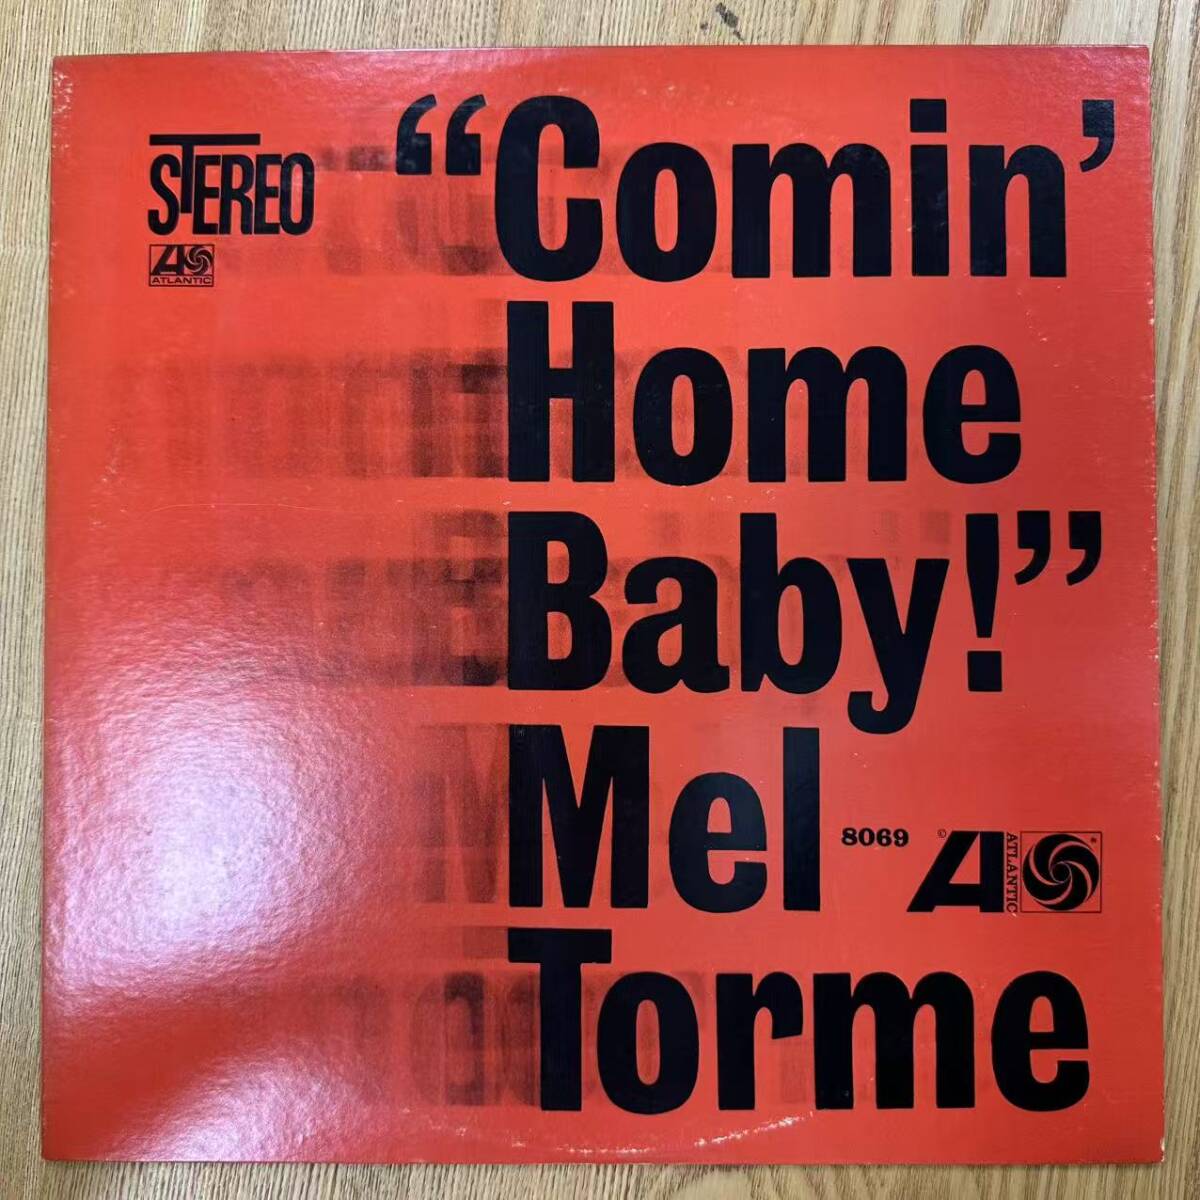 STEREO
ATLANTIC
“Comin’
Home
Baby!”
Mel
8069
©
ATLANTIC
®
Torme